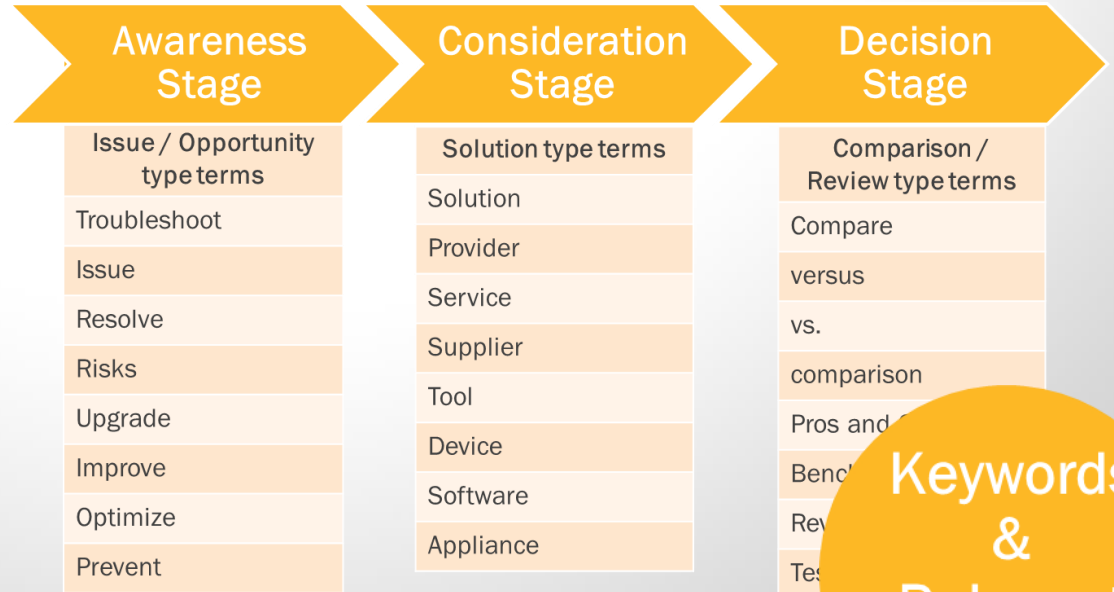 Awareness
Stage
Issue / Opportunity
type terms
Troubleshoot
Issue
Resolve
Risks
Upgrade
Improve
Optimize
Prevent
Consideration
Stage
Solution type terms
Solution
Provider
Service
Supplier
Tool
Device
Software
Appliance
Decision
Stage
Comparison /
Review type terms
Compare
versus
vs.
comparison
Pros and
Keywords
&